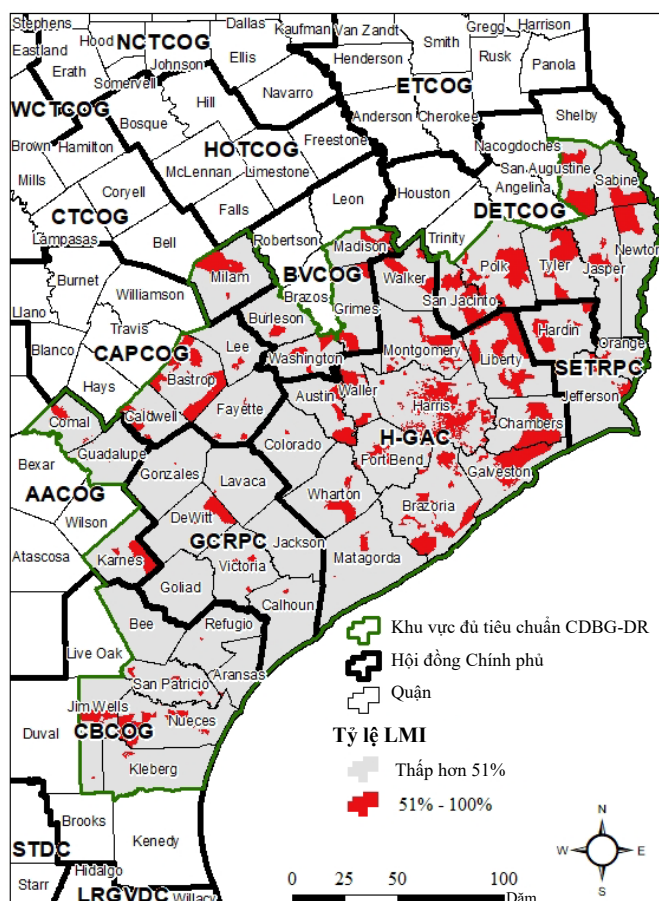 Stephens
Hood
NCTCOG
Dallas
Kaufman
Van Zandt
Gregg
Harrison
Eastland
Johnson
Ellis
Smith
Rusk
Erath
Henderson
Panola
Somervell
Navarro
ETCOG
Hill
WCTCOG
Bosque
Anderson
Cherokee
Shelby
Freestone
Brown
Hamilton
HOTCOG
Nacogdoches
McLennan
Limestone
San Augustine
Mills
Coryell
Leon
Houston
Angelina
Sabine
CTCOG
Falls
DETCOG
Lampasas
Bell
Robertson
Madison
Trinity
Newton
Burnet
Milam
BVCOG
Walker
Polk
Tyler
Jasper
Williamson
Brazos
Grimes
San Jacinto
Llano
Travis
Burleson
Hardin
Blanco
Lee
Washington
Montgomery
Liberty
Orange
CAPCOG
SETRPC
Bastrop
Hays
Austin
Waller
Jefferson
Caldwell
Fayette
Harris
Chambers
Comal
H-GAC
Colorado
Guadalupe
Fort Bend
Bexar
Gonzales
Galveston
Lavaca
AACOG
Wharton
Brazoria
Wilson
DeWitt
GCRPC
Jackson
Matagorda
Atascosa
Karnes
Victoria
Goliad
Calhoun
Bee
Refugio
Live Oak
Aransas
San Patricio
Jim Wells
Nueces
Duval
CBCOG
Kleberg
Brooks
Kenedy
STDC
Hidalgo
Starr
LRGVDC
Willacy
Khu vực đủ tiêu chuẩn CDBG-DR
Hội đồng Chính phủ
Quận
Tỷ lệ LMI
Thấp hơn 51%
51% - 100%
N
W
E
S
0 25 50 100
Dặm